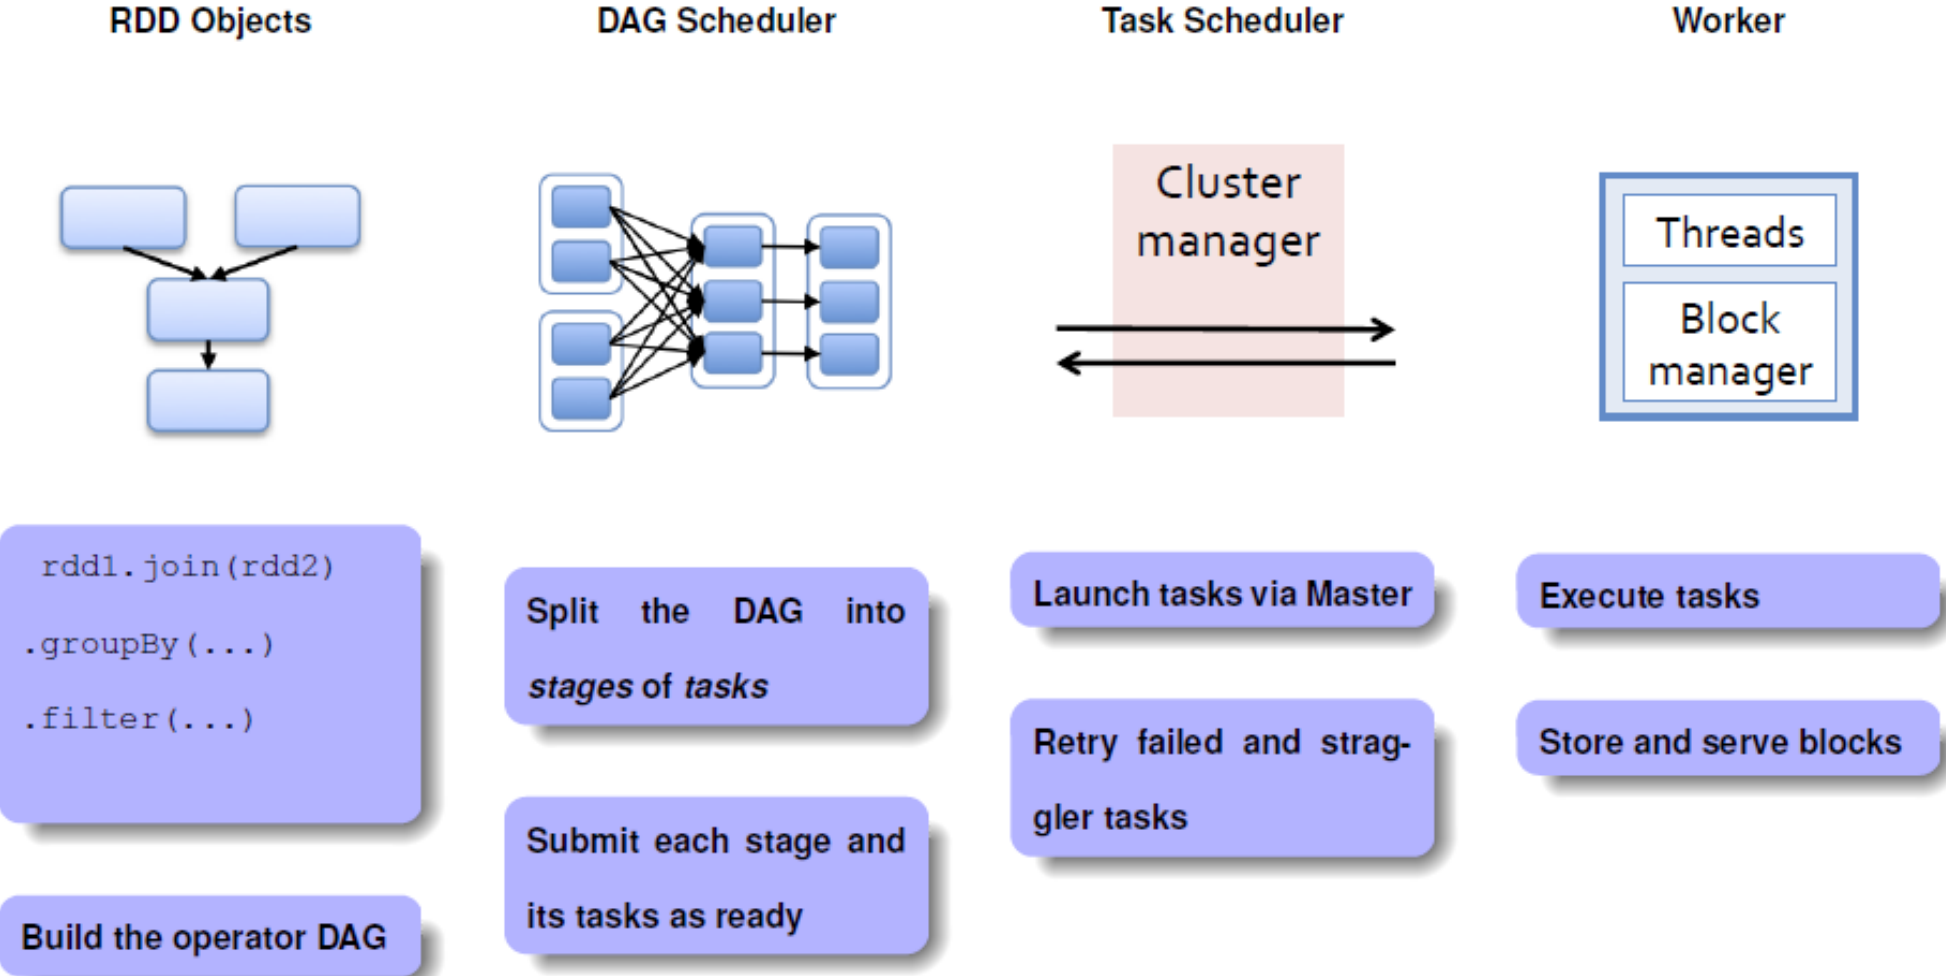 RDD Objects
DAG Scheduler
Task Scheduler
Worker
Cluster
manager
Threads
Block
manager
rdd1.join(rdd2)
.groupBy(...)
.filter(...)
Build the operator DAG
Split the DAG into
stages of tasks
Submit each stage and
its tasks as ready
Launch tasks via Master
Retry failed and strag-
gler tasks
Execute tasks
Store and serve blocks